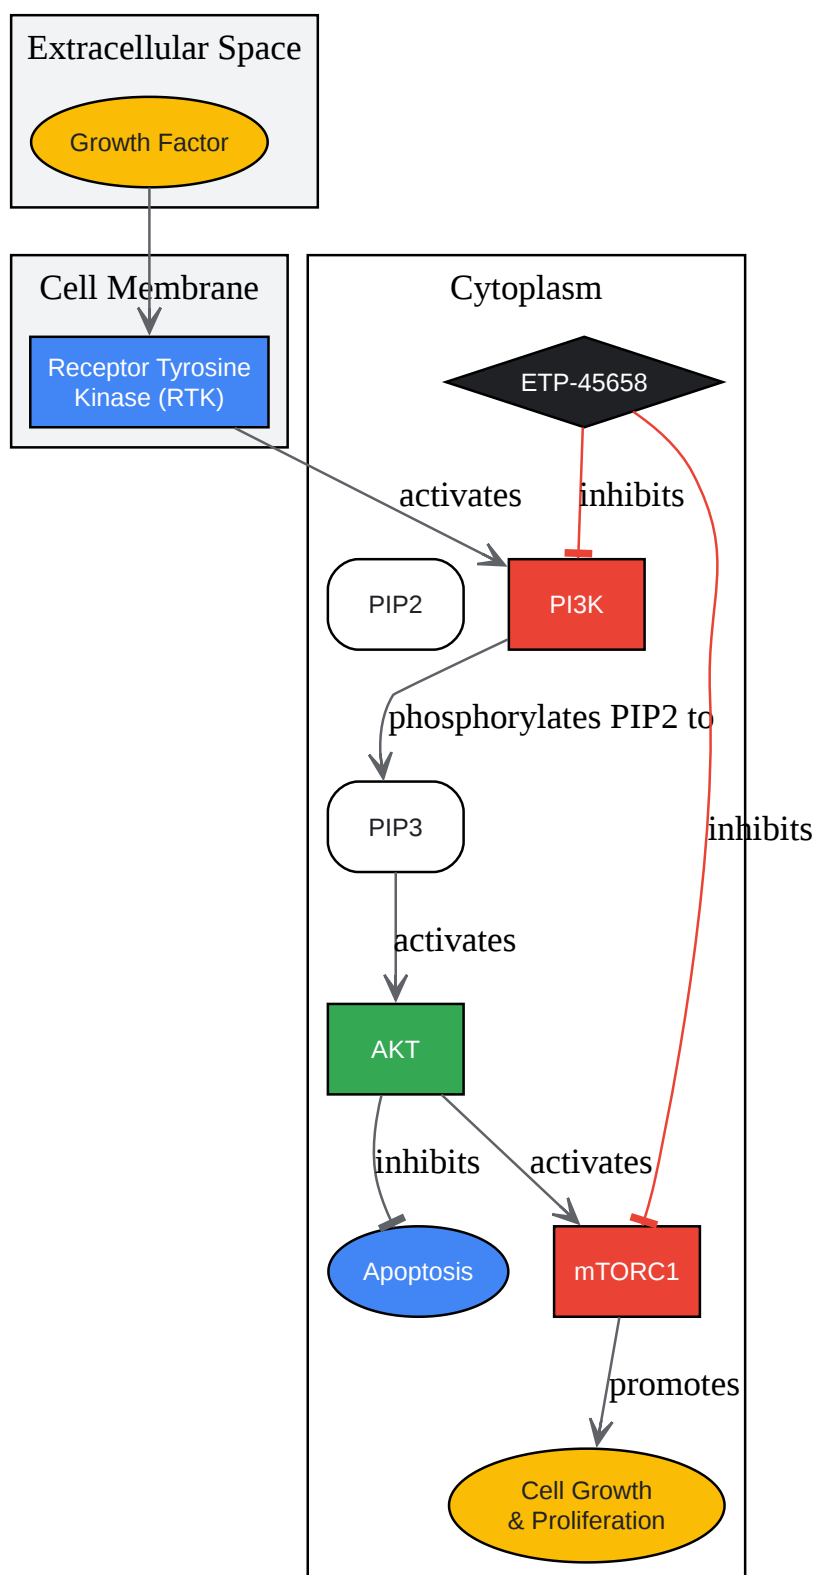 Extracellular Space
Growth Factor
Cell Membrane
Cytoplasm
Receptor Tyrosine
Kinase (RTK)
ETP-45658
activates
inhibits
PIP2
PI3K
phosphorylates PIP2 to
PIP3
inhibits
activates
AKT
inhibits
activates
Apoptosis
mTORC1
promotes
Cell Growth
& Proliferation